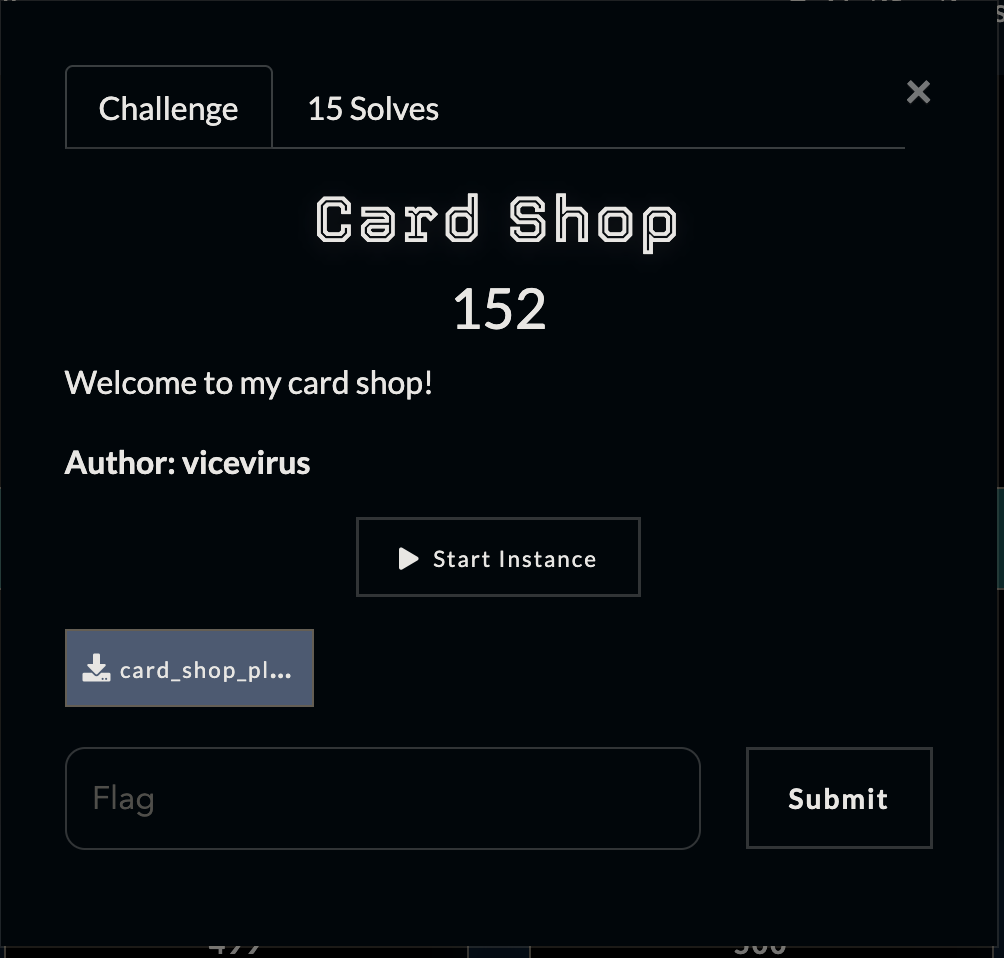 Challenge
15 Solves
×
Card Shop
152
Welcome to my card shop!
Author: vicevirus
Start Instance
card_shop_pl...
Flag
Submit